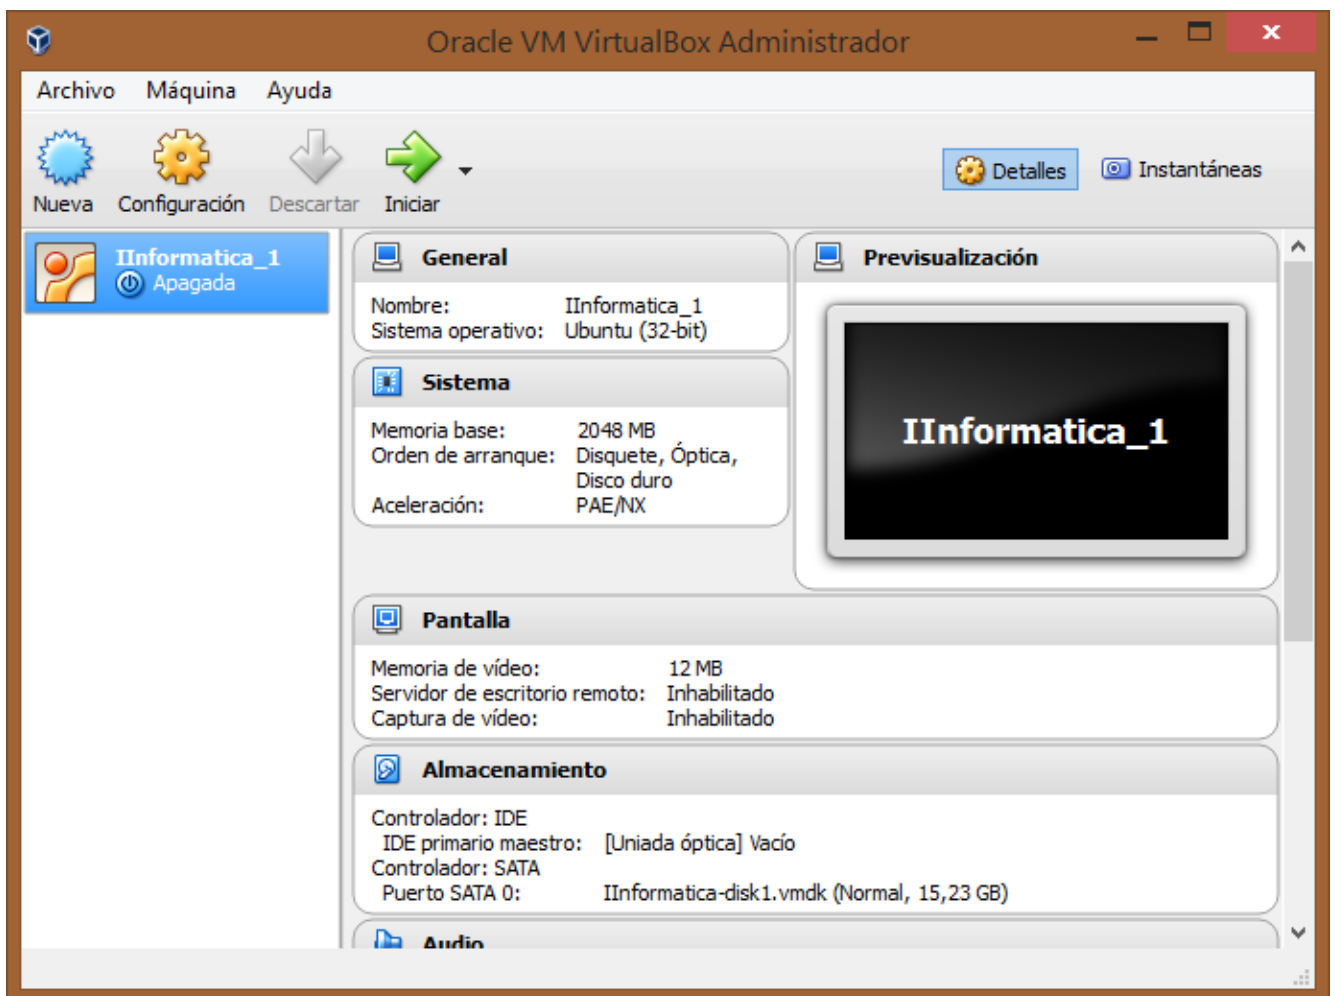 Oracle VM VirtualBox Administrador
Archivo Máquina Ayuda
Nueva Configuración Descartar Iniciar
Detalles Instantáneas
IInformatica_1
Apagada
General
Nombre: IInformatica_1
Sistema operativo: Ubuntu (32-bit)
Sistema
Memoria base: 2048 MB
Orden de arranque: Disquete, Óptica,
Disco duro
Aceleración: PAE/NX
Previsualización
IInformatica_1
Pantalla
Memoria de vídeo: 12 MB
Servidor de escritorio remoto: Inhabilitado
Captura de vídeo: Inhabilitado
Almacenamiento
Controlador: IDE
IDE primario maestro: [Uniada óptica] Vacío
Controlador: SATA
Puerto SATA 0: IInformatica-disk1.vmdk (Normal, 15,23 GB)
Audio